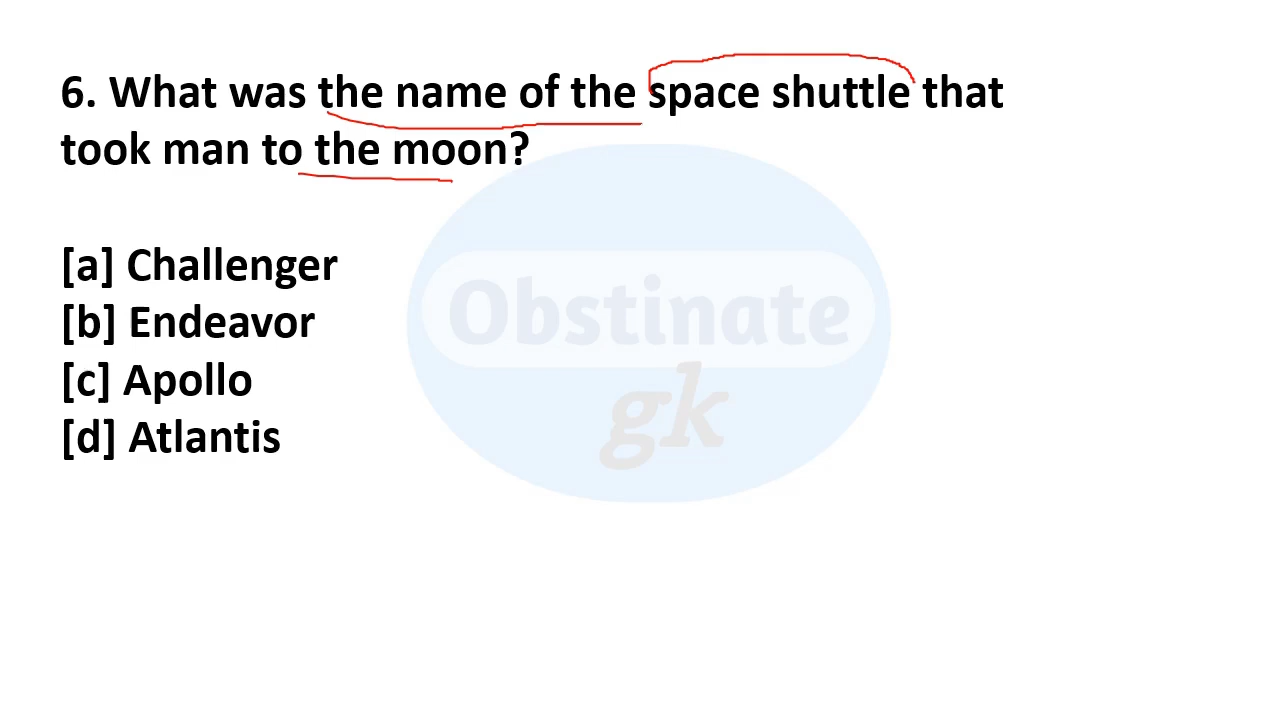 6. What was the name of the space shuttle that
took man to the moon?
[a] Challenger
[b] Endeavor
[c] Apollo
[d] Atlantis
Obstinate
gk